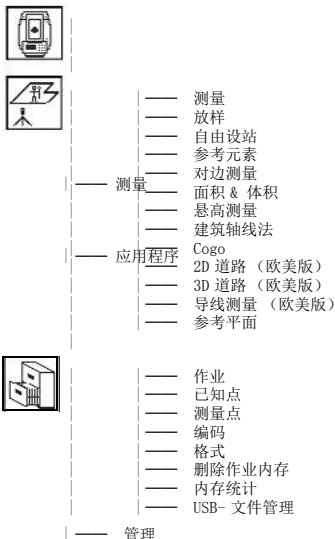 测量
放样
自由设站
参考元素
对边测量
测量
面积 & 体积
悬高测量
建筑轴线法
Cogo
应用程序
2D 道路 （欧美版）
3D 道路 （欧美版）
导线测量 （欧美版）
参考平面
作业
已知点
测量点
编码
格式
删除作业内存
内存统计
USB- 文件管理
管理